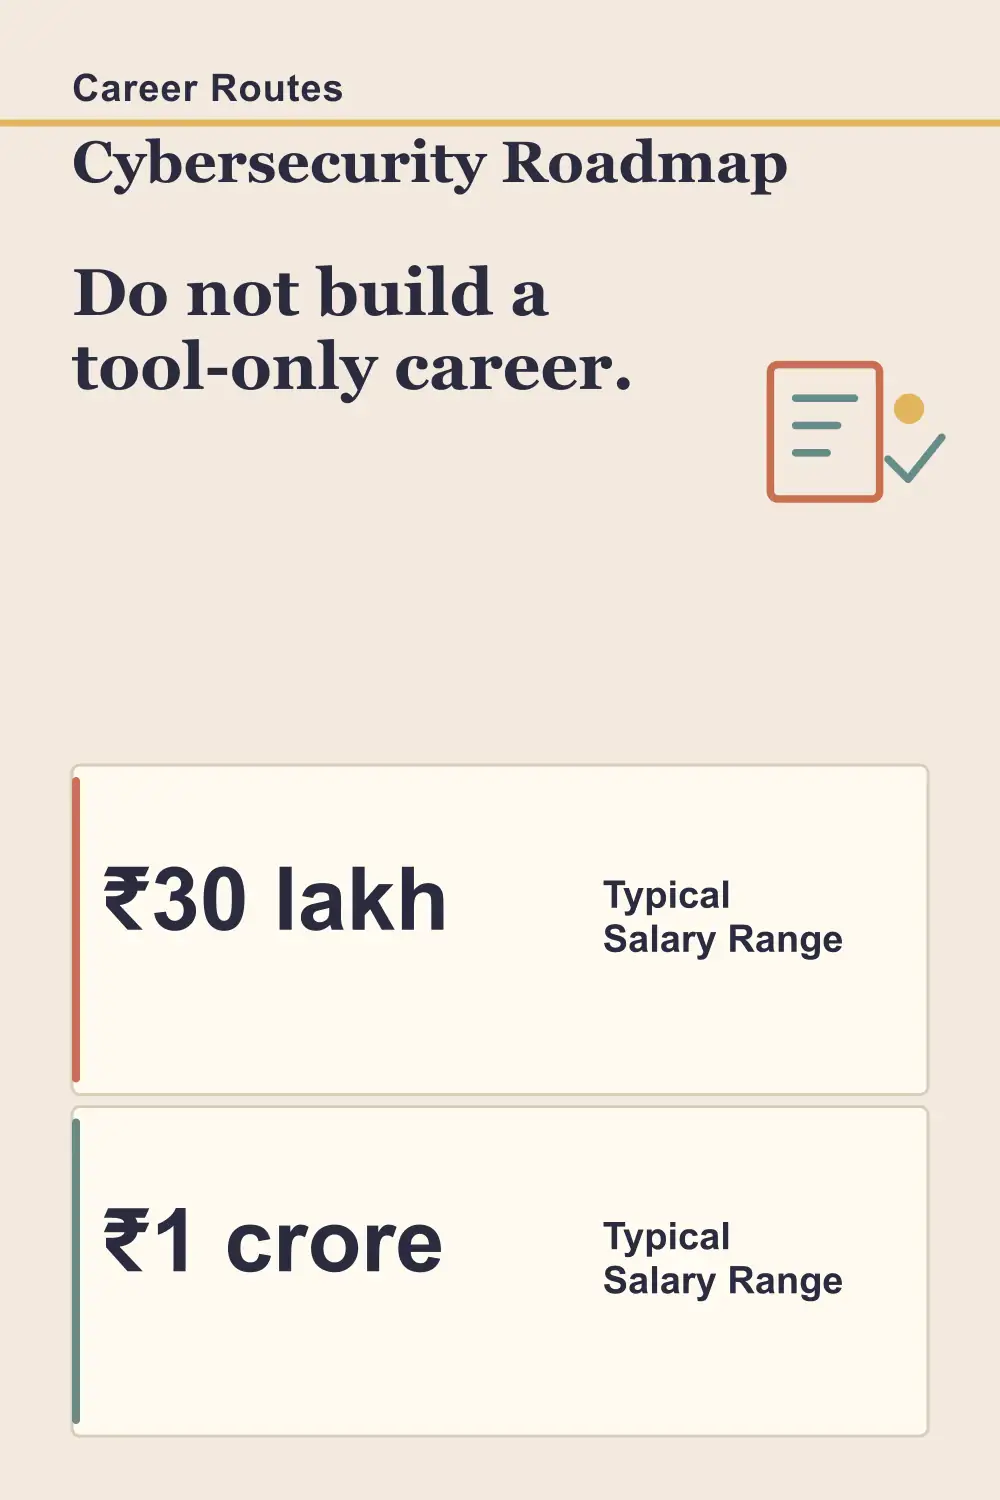 Career Routes
Cybersecurity Roadmap
Do not build a
tool-only career.
₹30 lakh
Typical
Salary Range
₹1 crore
Typical
Salary Range